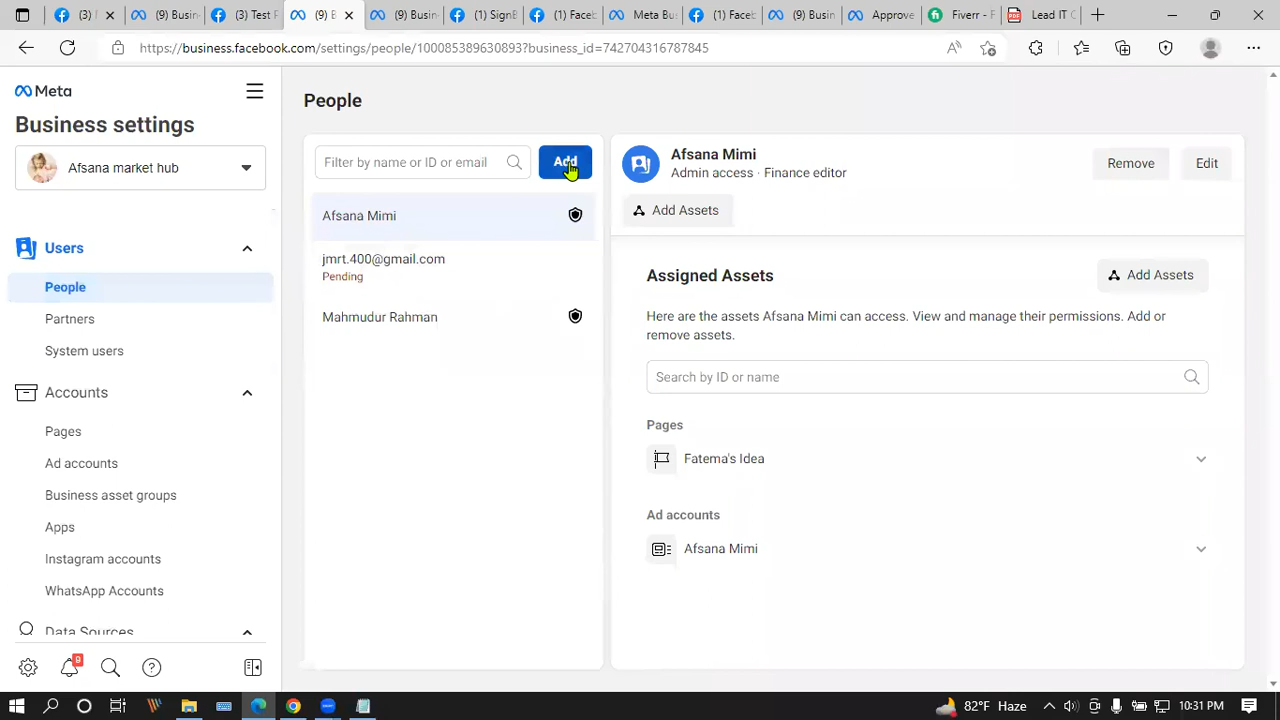 (3)
(9) Busin
(3) Test P
(9) B
(9) Busin
(1) SignB
(1) Faceb
Meta Bus
(1) Faceb
(9) Busin
Approve
Fiverr - F
Lead IT C
https://business.facebook.com/settings/people/100085389630893?business_id=742704316787845
Meta
Business settings
Afsana market hub
Users
People
Partners
System users
Accounts
Pages
Ad accounts
Business asset groups
Apps
Instagram accounts
WhatsApp Accounts
Data Sources
9
People
Filter by name or ID or email
Add
Afsana Mimi
jmrt.400@gmail.com
Pending
Mahmudur Rahman
Afsana Mimi
Admin access · Finance editor
Remove
Edit
Add Assets
Assigned Assets
Add Assets
Here are the assets Afsana Mimi can access. View and manage their permissions. Add or
remove assets.
Search by ID or name
Pages
Fatema's Idea
Ad accounts
Afsana Mimi
82°F Haze
10:31 PM